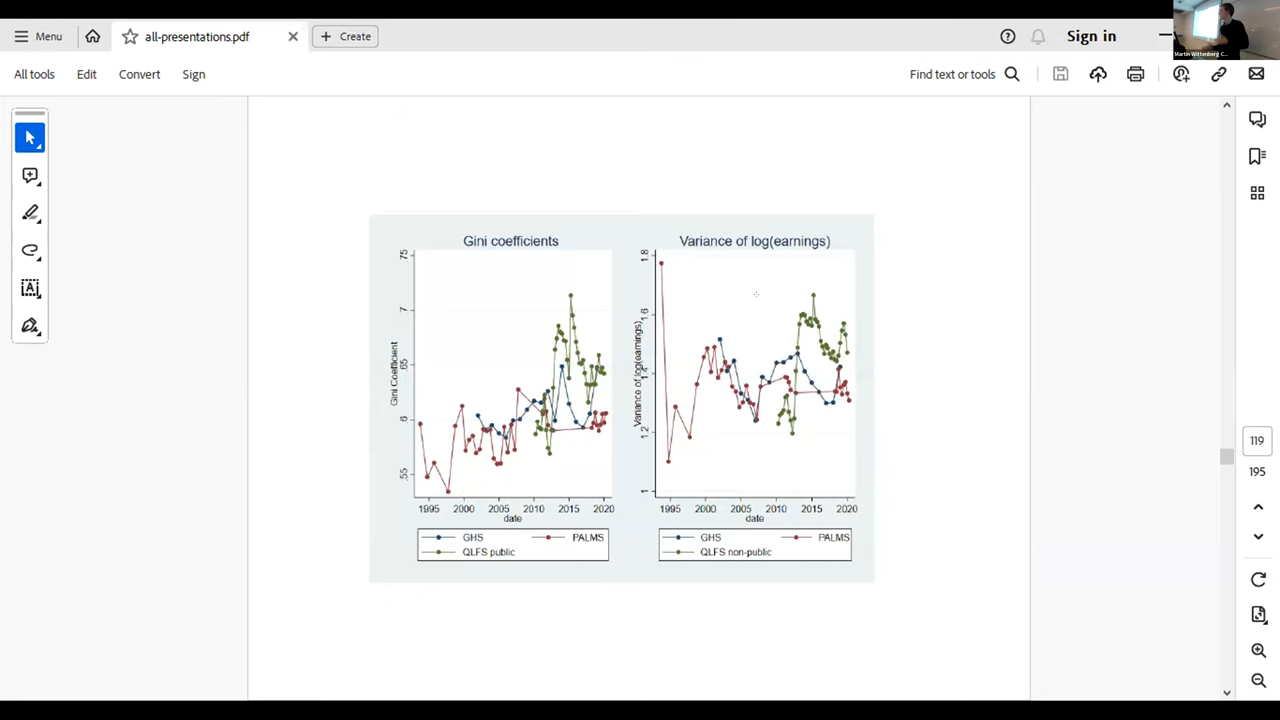 Menu
all-presentations.pdf
Create
Sign in
Martin Wittenberg C...
All tools
Edit
Convert
Sign
Find text or tools
Gini coefficients
Variance of log(earnings)
Gini Coefficient
.75
.7
.65
.6
.55
1995 2000 2005 2010 2015 2020
date
GHS
PALMS
QLFS public
Variance of log(earnings)
1.8
1.6
1.4
1.2
1
1995 2000 2005 2010 2015 2020
date
GHS
PALMS
QLFS non-public
119
195